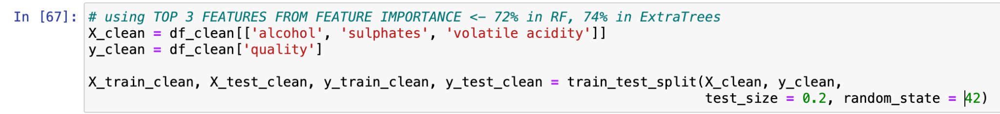 In [67]: # using TOP 3 FEATURES FROM FEATURE IMPORTANCE <- 72% in RF, 74% in ExtraTrees
X_clean = df_clean[['alcohol', 'sulphates', 'volatile acidity']]
y_clean = df_clean['quality']
X_train_clean, X_test_clean, y_train_clean, y_test_clean = train_test_split(X_clean, y_clean,
test_size = 0.2, random_state = 42)